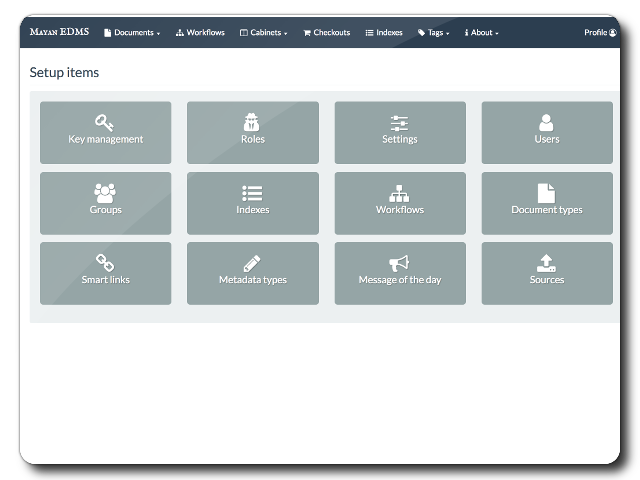 Mayan EDMS Documents Workflows Cabinets Checkouts Indexes Tags About Profile
Setup items
Key management Roles Settings Users
Groups Indexes Workflows Document types
Smart links Metadata types Message of the day Sources